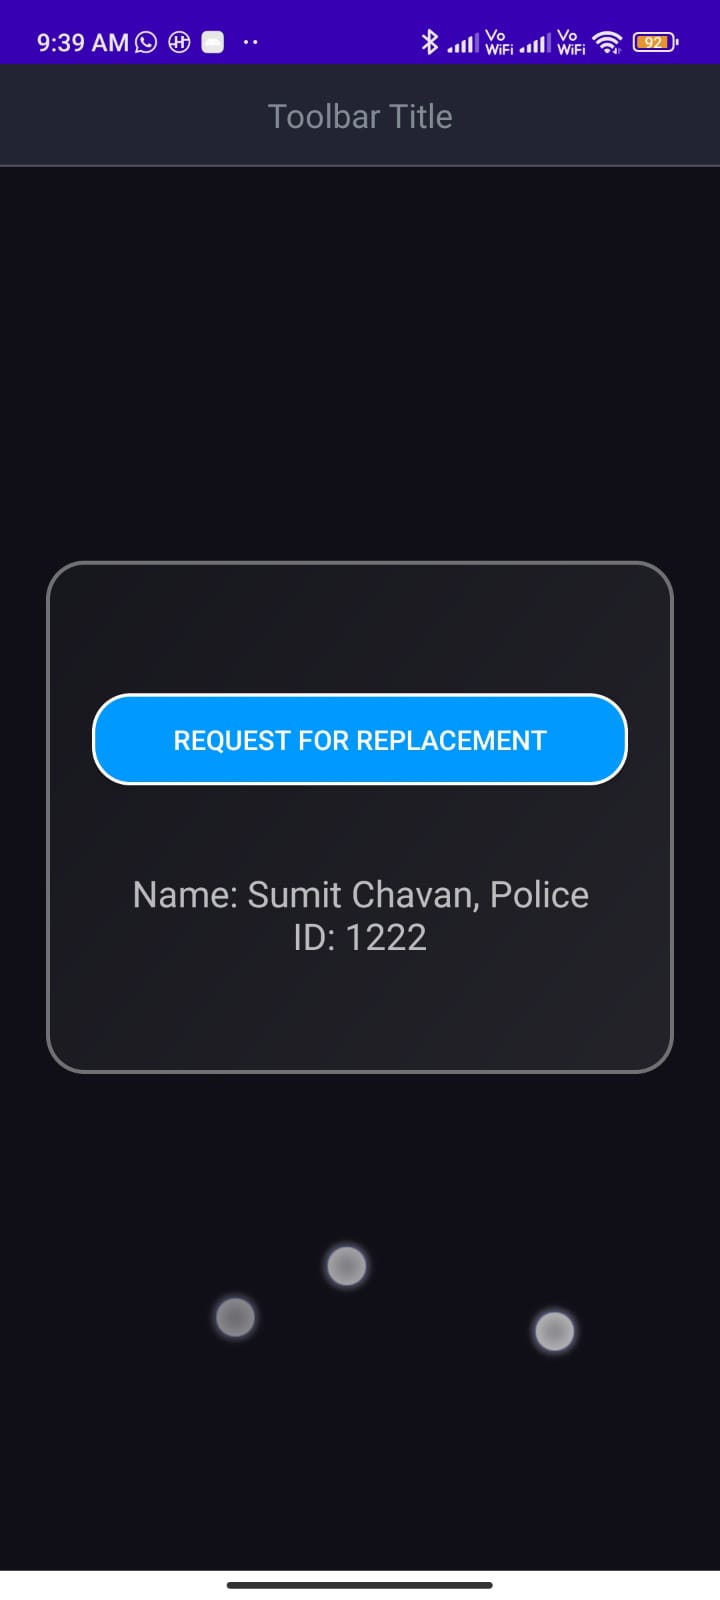 9:39 AM
Vo WiFi Vo WiFi 92
Toolbar Title
REQUEST FOR REPLACEMENT
Name: Sumit Chavan, Police
ID: 1222